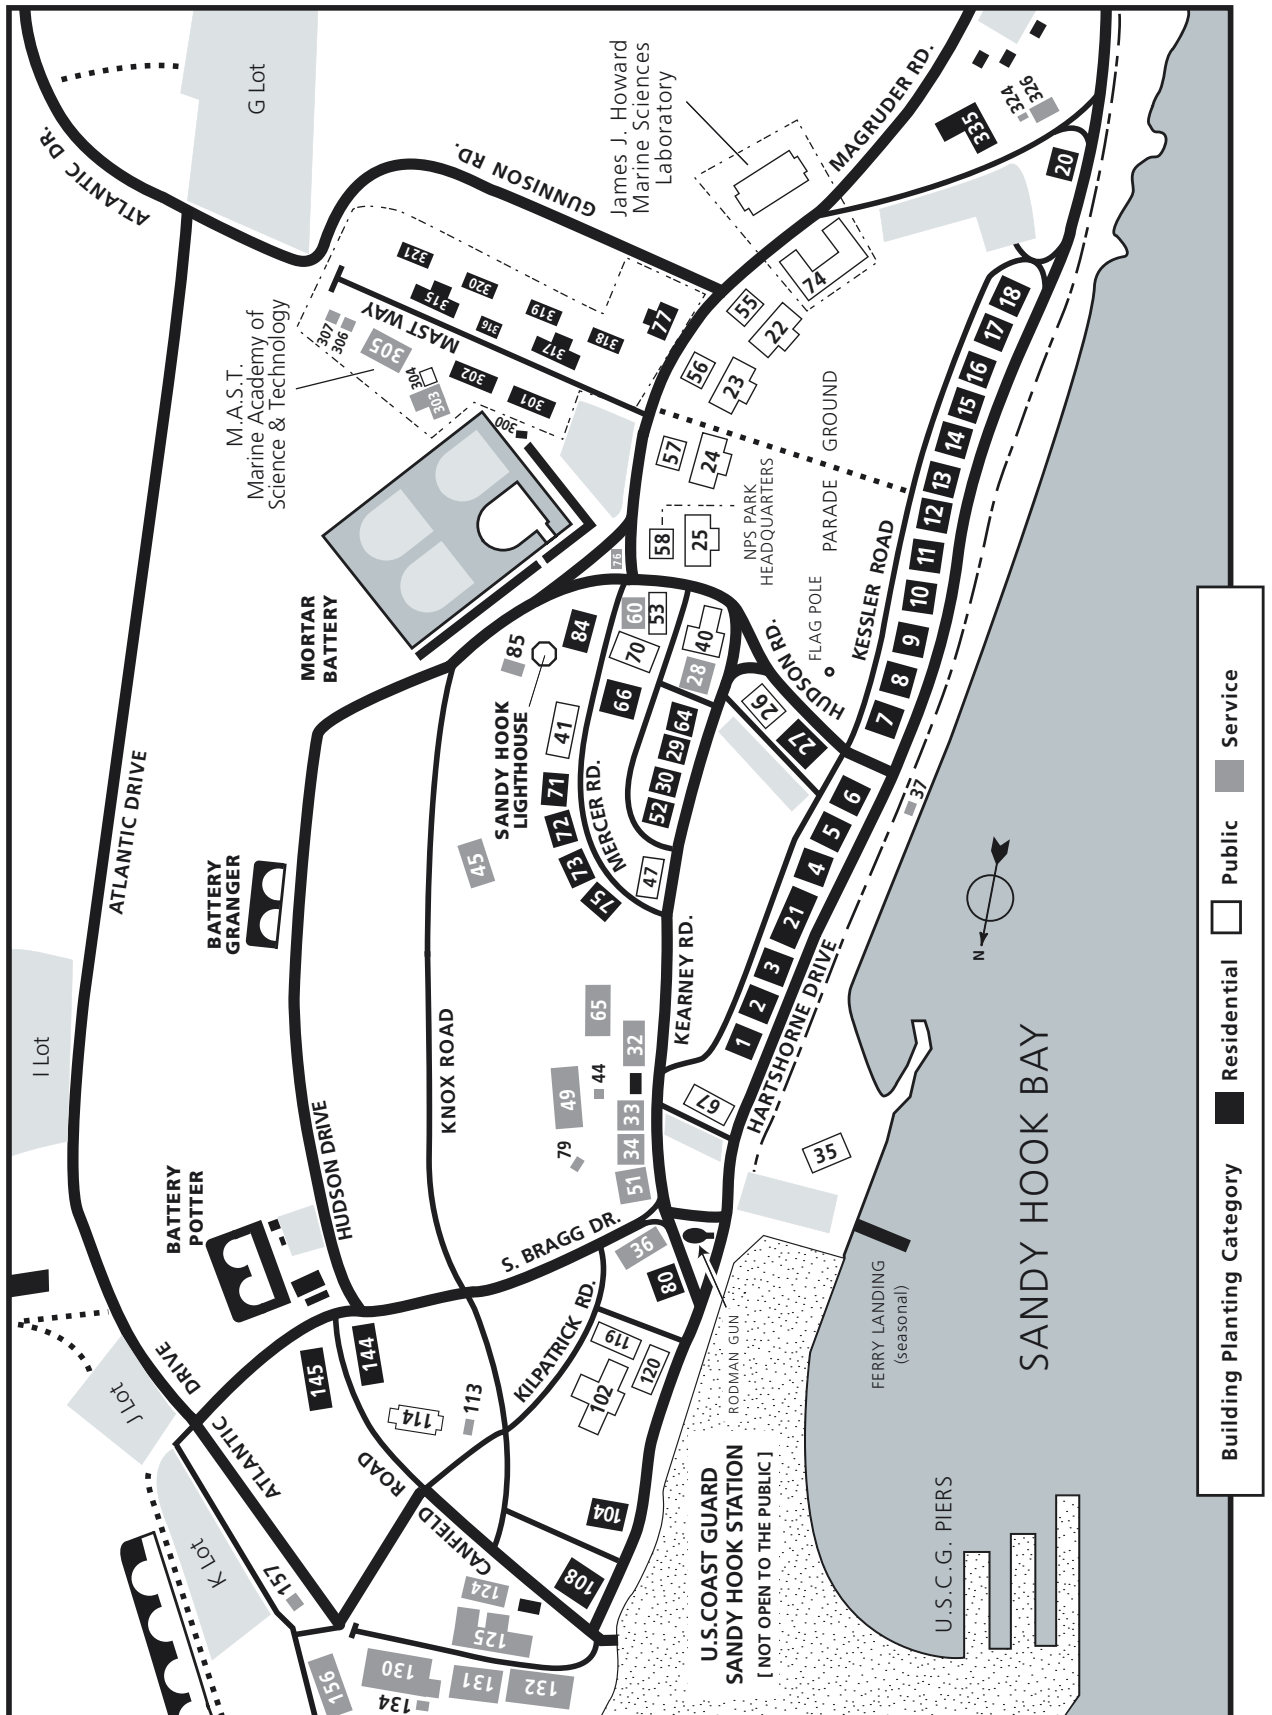 ATLANTIC DR.
G Lot
GUNNISON RD.
James J. Howard
Marine Sciences
Laboratory
MAGRUDER RD.
324
326
335
20
321
320
315
316
319
317
318
77
MAST WAY
307
306
305
304
303
302
301
300
M.A.S.T.
Marine Academy of
Science & Technology
55
74
22
56
23
57
24
58
25
76
NPS PARK
HEADQUARTERS
PARADE GROUND
FLAG POLE
KESSLER ROAD
HUDSON RD.
18
17
16
15
14
13
12
11
10
9
8
7
6
5
4
21
3
2
1
37
MORTAR
BATTERY
85
84
60
53
70
40
28
66
64
29
30
52
26
27
41
71
72
73
75
47
45
SANDY HOOK
LIGHTHOUSE
MERCER RD.
KEARNEY RD.
ATLANTIC DRIVE
BATTERY
GRANGER
I Lot
KNOX ROAD
HUDSON DRIVE
65
32
44
49
33
79
34
51
67
HARTSHORNE DRIVE
35
N
BATTERY
POTTER
S. BRAGG DR.
36
80
KILPATRICK RD.
RODMAN GUN
FERRY LANDING
(seasonal)
SANDY HOOK BAY
J Lot
ATLANTIC
DRIVE
145
144
119
120
102
113
114
CANFIELD
ROAD
K Lot
157
104
108
124
125
130
131
132
134
156
U.S.COAST GUARD
SANDY HOOK STATION
[ NOT OPEN TO THE PUBLIC ]
U.S.C.G. PIERS
Building Planting Category
Residential
Public
Service